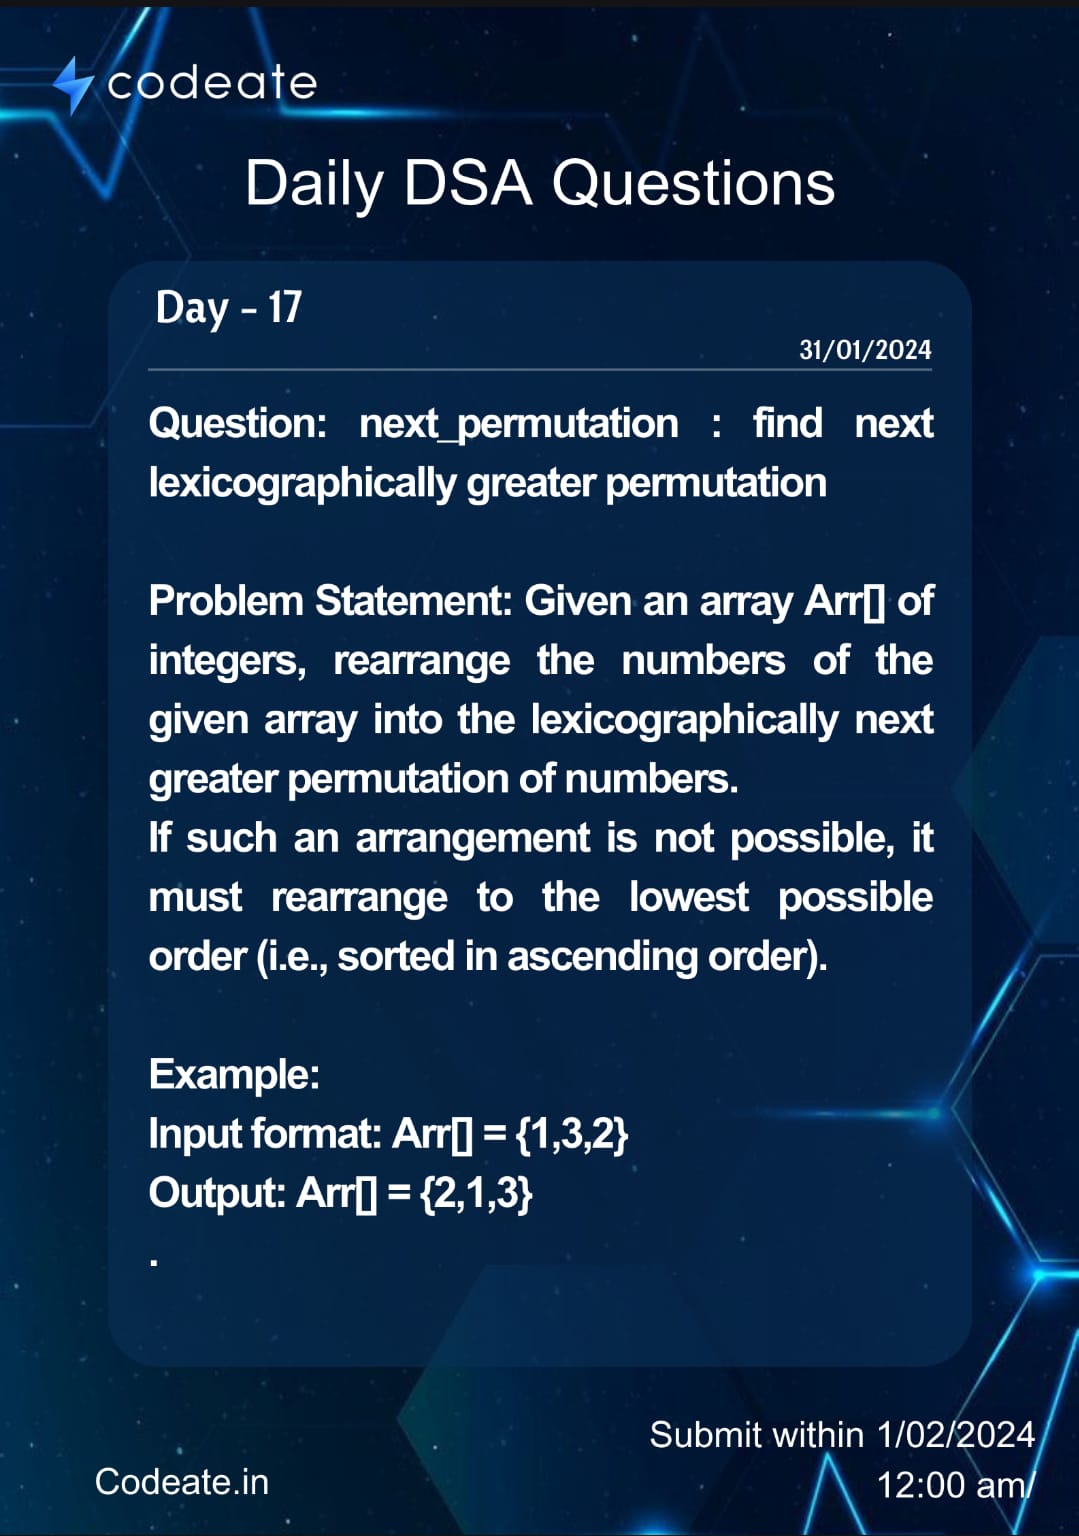 codeate
Daily DSA Questions
Day - 17
31/01/2024
Question: next_permutation : find next
lexicographically greater permutation
Problem Statement: Given an array Arr[] of
integers, rearrange the numbers of the
given array into the lexicographically next
greater permutation of numbers.
If such an arrangement is not possible, it
must rearrange to the lowest possible
order (i.e., sorted in ascending order).
Example:
Input format: Arr[] = {1,3,2}
Output: Arr[] = {2,1,3}
.
Submit within 1/02/2024
12:00 am/
Codeate.in